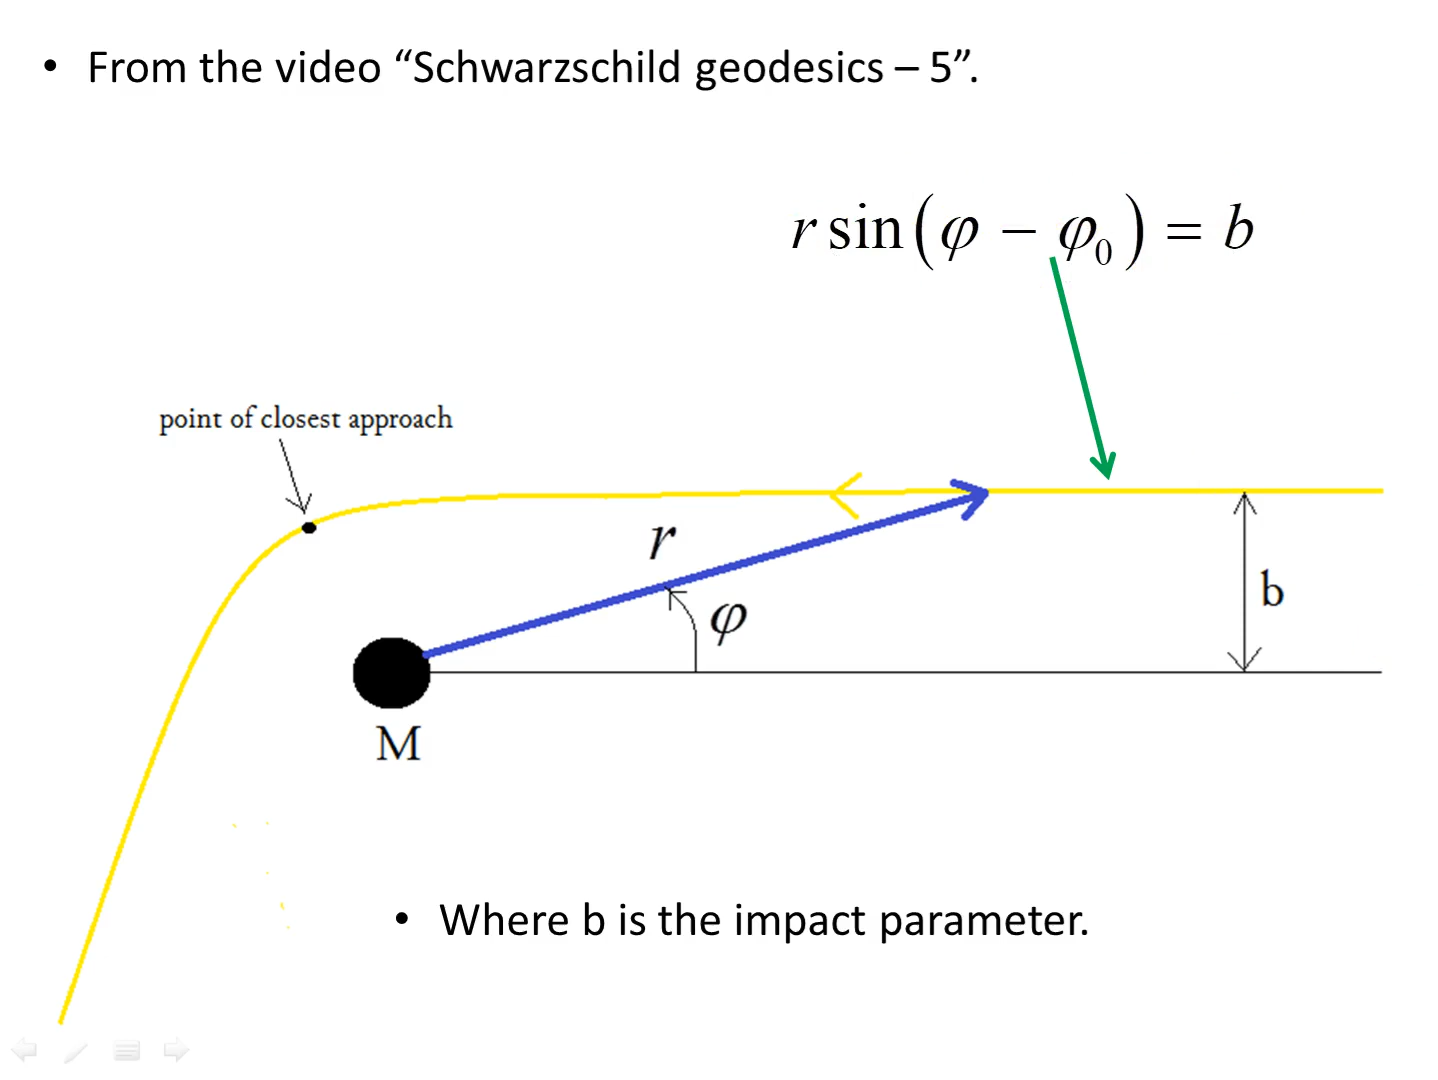 • From the video “Schwarzschild geodesics – 5”.
r sin(φ − φ₀) = b
point of closest approach
r
φ
b
M
• Where b is the impact parameter.